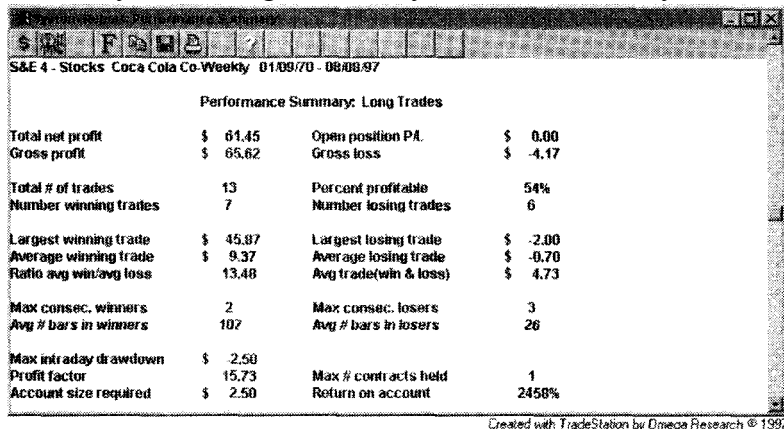 Performance Summary
$ F ?
S&E 4 - Stocks Coca Cola Co-Weekly 01/09/70 - 08/08/97
Performance Summary: Long Trades
Total net profit $ 61.45 Open position P/L $ 0.00
Gross profit $ 65.62 Gross loss $ -4.17
Total # of trades 13 Percent profitable 54%
Number winning trades 7 Number losing trades 6
Largest winning trade $ 45.87 Largest losing trade $ -2.00
Average winning trade $ 9.37 Average losing trade $ -0.70
Ratio avg win/avg loss 13.48 Avg trade(win & loss) $ 4.73
Max consec. winners 2 Max consec. losers 3
Avg # bars in winners 107 Avg # bars in losers 26
Max intraday drawdown $ -2.50
Profit factor 15.73 Max # contracts held 1
Account size required $ 2.50 Return on account 2458%
Created with TradeStation by Omega Research © 199